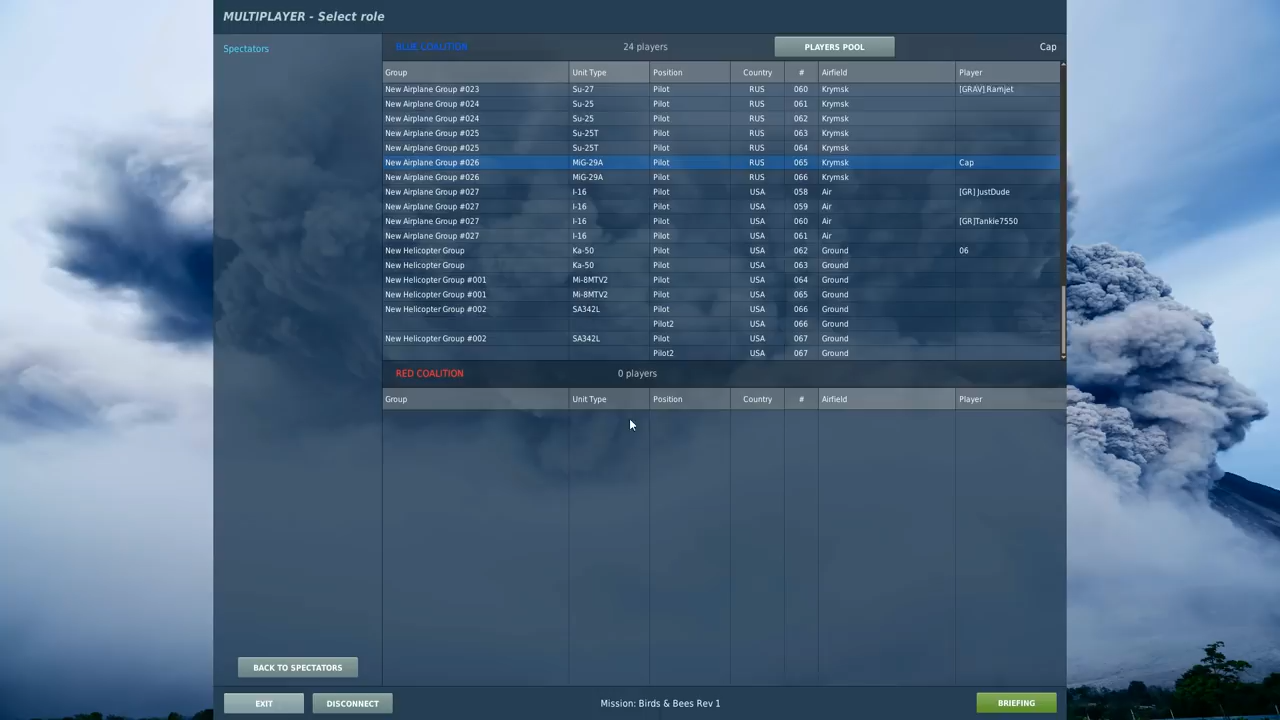 MULTIPLAYER - Select role
Spectators
BLUE COALITION 24 players PLAYERS POOL Cap
Group Unit Type Position Country # Airfield Player
New Airplane Group #023 Su-27 Pilot RUS 060 Krymsk [GRAV] Ramjet
New Airplane Group #024 Su-25 Pilot RUS 061 Krymsk
New Airplane Group #024 Su-25 Pilot RUS 062 Krymsk
New Airplane Group #025 Su-25T Pilot RUS 063 Krymsk
New Airplane Group #025 Su-25T Pilot RUS 064 Krymsk
New Airplane Group #026 MiG-29A Pilot RUS 065 Krymsk Cap
New Airplane Group #026 MiG-29A Pilot RUS 066 Krymsk
New Airplane Group #027 I-16 Pilot USA 058 Air [GR] JustDude
New Airplane Group #027 I-16 Pilot USA 059 Air
New Airplane Group #027 I-16 Pilot USA 060 Air [GR]Tankie7550
New Airplane Group #027 I-16 Pilot USA 061 Air
New Helicopter Group Ka-50 Pilot USA 062 Ground 06
New Helicopter Group Ka-50 Pilot USA 063 Ground
New Helicopter Group #001 Mi-8MTV2 Pilot USA 064 Ground
New Helicopter Group #001 Mi-8MTV2 Pilot USA 065 Ground
New Helicopter Group #002 SA342L Pilot USA 066 Ground
Pilot2 USA 066 Ground
New Helicopter Group #002 SA342L Pilot USA 067 Ground
Pilot2 USA 067 Ground
RED COALITION 0 players
Group Unit Type Position Country # Airfield Player
BACK TO SPECTATORS
EXIT DISCONNECT Mission: Birds & Bees Rev 1 BRIEFING